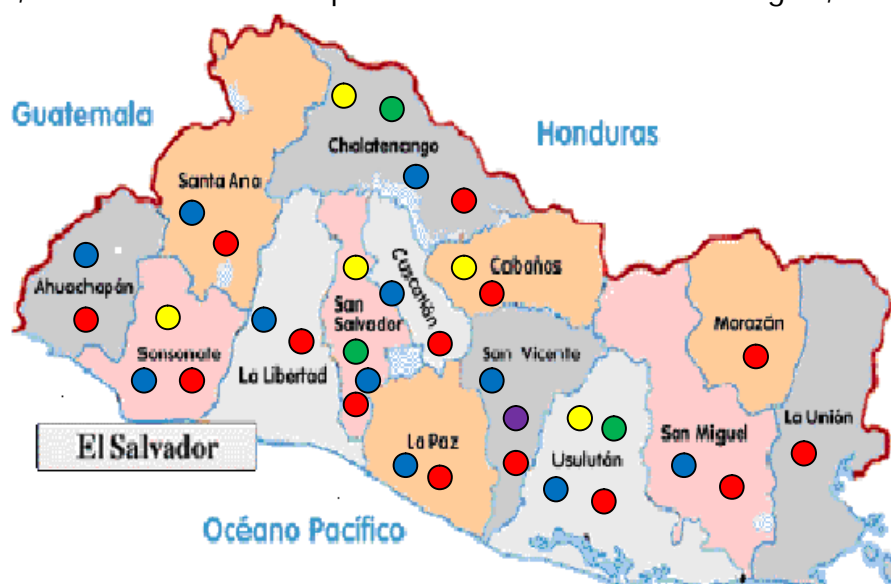 Guatemala
Chalatenango
Honduras
Santa Ana
Cuscatlán
Cabañas
Ahuachapán
San
Salvador
Morazán
Sonsonate
La Libertad
San Vicente
La Unión
El Salvador
La Paz
Usulután
San Miguel
Océano Pacífico